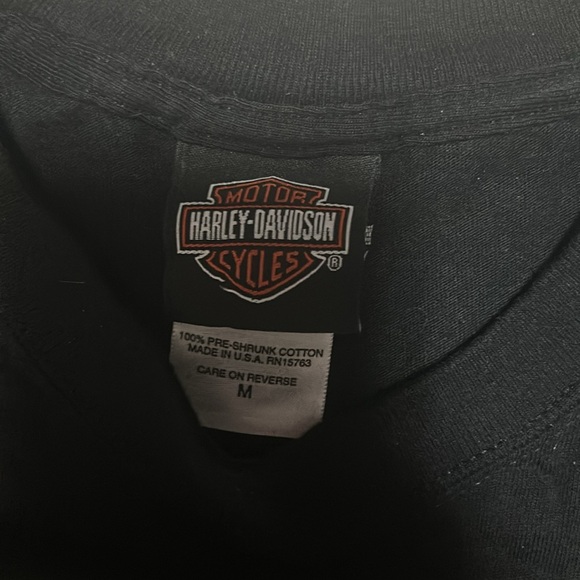 MOTOR
HARLEY-DAVIDSON
CYCLES
®
100% PRE-SHRUNK COTTON
MADE IN U.S.A. RN15763
CARE ON REVERSE
M